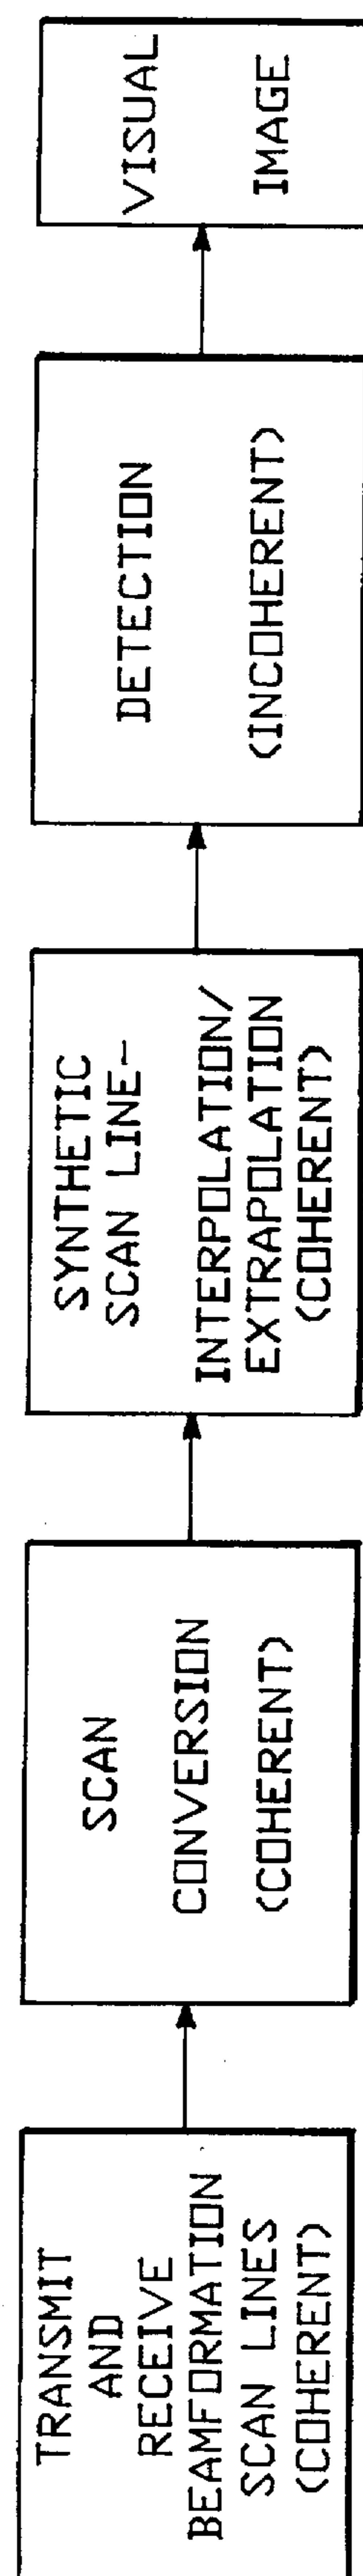 TRANSMIT
AND
RECEIVE
BEAMFORMATION
SCAN LINES
(COHERENT)
SCAN
CONVERSION
(COHERENT)
SYNTHETIC
SCAN LINE-
INTERPOLATION/
EXTRAPOLATION
(COHERENT)
DETECTION
(INCOHERENT)
VISUAL
IMAGE